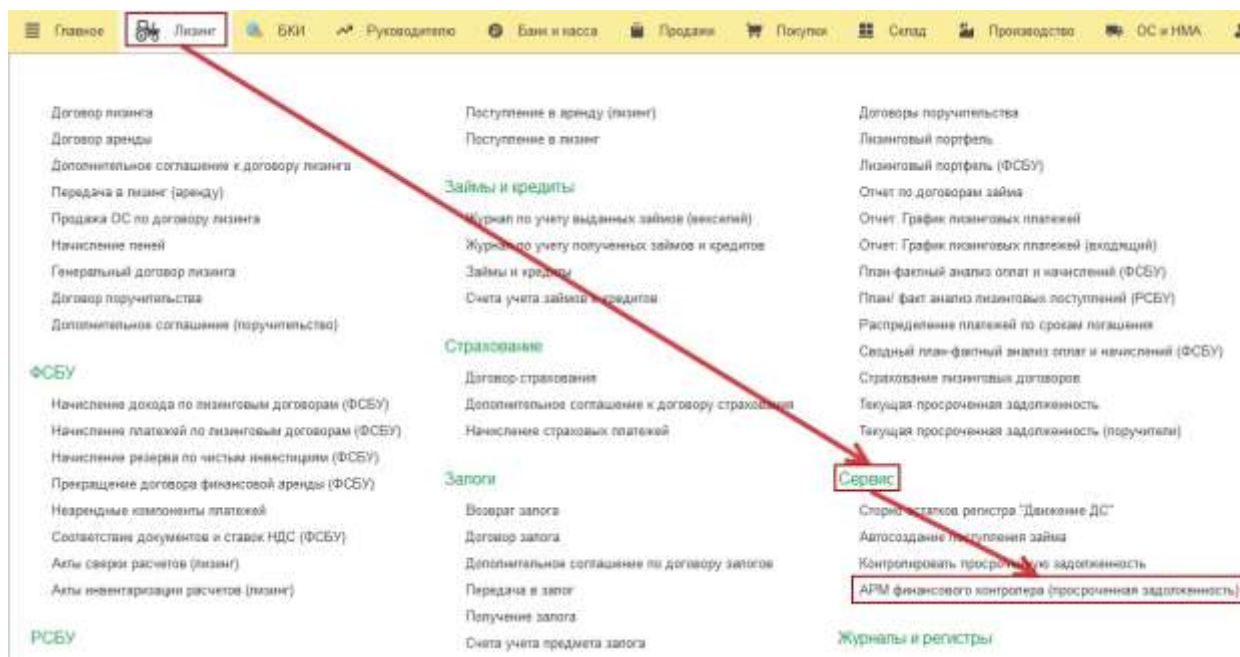 Главное Лизинг БКИ Руководителю Банк и касса Продажи Покупки Склад Производство ОС и НМА
Договор лизинга
Договор аренды
Дополнительное соглашение к договору лизинга
Передача в лизинг (аренду)
Продажа ОС по договору лизинга
Начисление пеней
Генеральный договор лизинга
Договор поручительства
Дополнительное соглашение (поручительство)
ФСБУ
Начисление дохода по лизинговым договорам (ФСБУ)
Начисление платежей по лизинговым договорам (ФСБУ)
Начисление резерва по чистым инвестициям (ФСБУ)
Прекращение договора финансовой аренды (ФСБУ)
Неарендные компоненты платежей
Соответствие документов и ставок НДС (ФСБУ)
Акты сверки расчетов (лизинг)
Акты инвентаризации расчетов (лизинг)
РСБУ
Поступление в аренду (лизинг)
Поступление в лизинг
Займы и кредиты
Журнал по учету выданных займов (векселей)
Журнал по учету полученных займов и кредитов
Займы и кредиты
Счета учета займов и кредитов
Страхование
Договор страхования
Дополнительное соглашение к договору страхования
Начисление страховых платежей
Залоги
Возврат залога
Договор залога
Дополнительное соглашение по договору залогов
Передача в залог
Получение залога
Счета учета предмета залога
Договоры поручительства
Лизинговый портфель
Лизинговый портфель (ФСБУ)
Отчет по договорам займа
Отчет: График лизинговых платежей
Отчет: График лизинговых платежей (входящий)
План-фактный анализ оплат и начислений (ФСБУ)
План/ факт анализ лизинговых поступлений (РСБУ)
Распределение платежей по срокам погашения
Сводный план-фактный анализ оплат и начислений (ФСБУ)
Страхование лизинговых договоров
Текущая просроченная задолженность
Текущая просроченная задолженность (поручители)
Сервис
Сторно остатков регистра "Движение ДС"
Автосоздание поступления займа
Контролировать просроченную задолженность
АРМ финансового контролера (просроченная задолженность)
Журналы и регистры